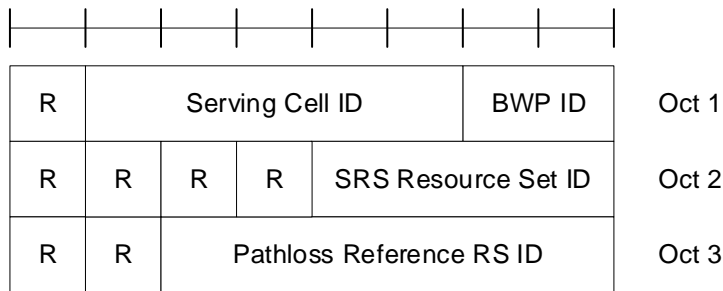 R Serving Cell ID BWP ID Oct 1
R R R R SRS Resource Set ID Oct 2
R R Pathloss Reference RS ID Oct 3